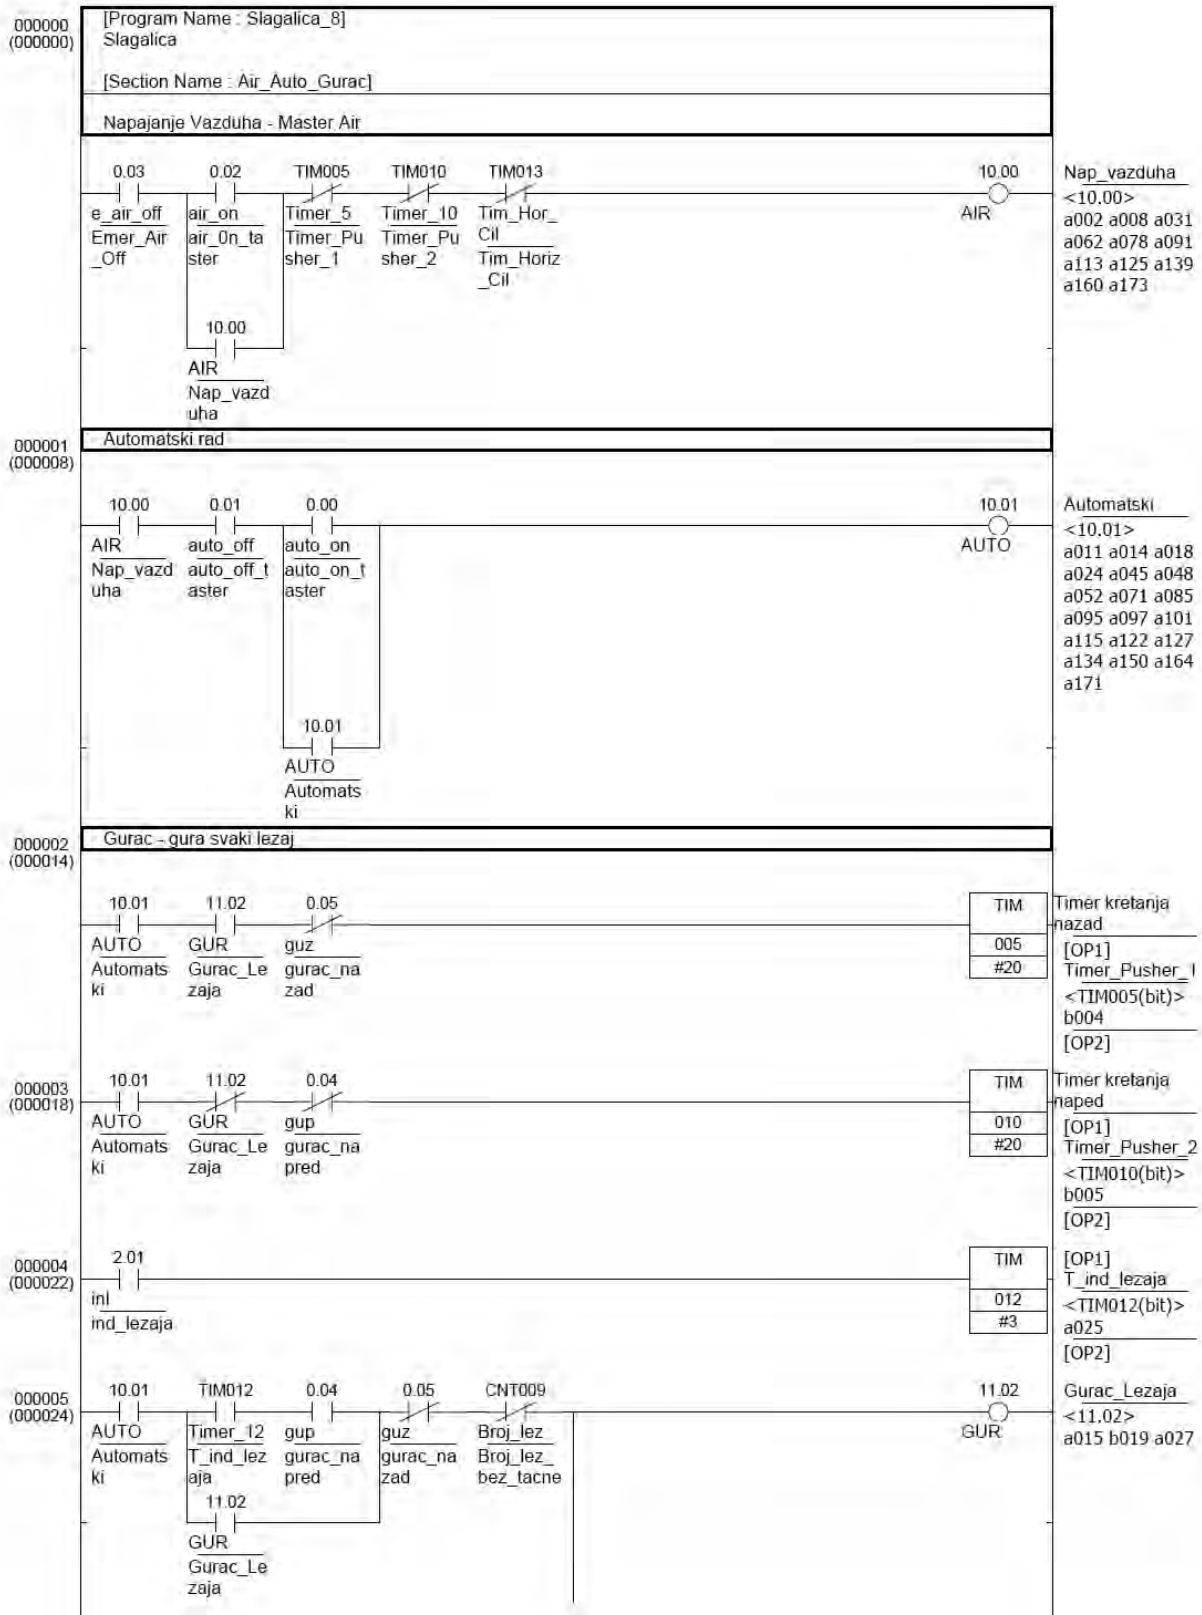 000000
(000000)
[Program Name : Slagalica_8]
Slagalica
[Section Name : Air_Auto_Gurac]
Napajanje Vazduha - Master Air
0.03 0.02 TIM005 TIM010 TIM013 10.00
e_air_off air_on Timer_5 Timer_10 Tim_Hor_ AIR
Cil
Emer_Air air_0n_ta Timer_Pu Timer_Pu Tim_Horiz
_Off ster sher_1 sher_2 _Cil
Nap_vazduha
<10.00>
a002 a008 a031
a062 a078 a091
a113 a125 a139
a160 a173
10.00
AIR
Nap_vazd
uha
000001
(000008)
Automatski rad
10.00 0.01 0.00 10.01
AIR auto_off auto_on AUTO
Nap_vazd auto_off_t auto_on_t
uha aster aster
Automatski
<10.01>
a011 a014 a018
a024 a045 a048
a052 a071 a085
a095 a097 a101
a115 a122 a127
a134 a150 a164
a171
10.01
AUTO
Automats
ki
000002
(000014)
Gurac - gura svaki lezaj
10.01 11.02 0.05
AUTO GUR guz
Automats Gurac_Le gurac_na
ki zaja zad
TIM
005
#20
Timer kretanja
nazad
[OP1]
Timer_Pusher_1
<TIM005(bit)>
b004
[OP2]
000003
(000018)
10.01 11.02 0.04
AUTO GUR gup
Automats Gurac_Le gurac_na
ki zaja pred
TIM
010
#20
Timer kretanja
naped
[OP1]
Timer_Pusher_2
<TIM010(bit)>
b005
[OP2]
000004
(000022)
2.01
inl
ind_lezaja
TIM
012
#3
[OP1]
T_ind_lezaja
<TIM012(bit)>
a025
[OP2]
000005
(000024)
10.01 TIM012 0.04 0.05 CNT009 11.02
AUTO Timer_12 gup guz Broj_lez_ GUR
Automats T_ind_lez gurac_na gurac_na Broj_lez_
ki aja pred zad bez_tacne
Gurac_Lezaja
<11.02>
a015 b019 a027
11.02
GUR
Gurac_Le
zaja